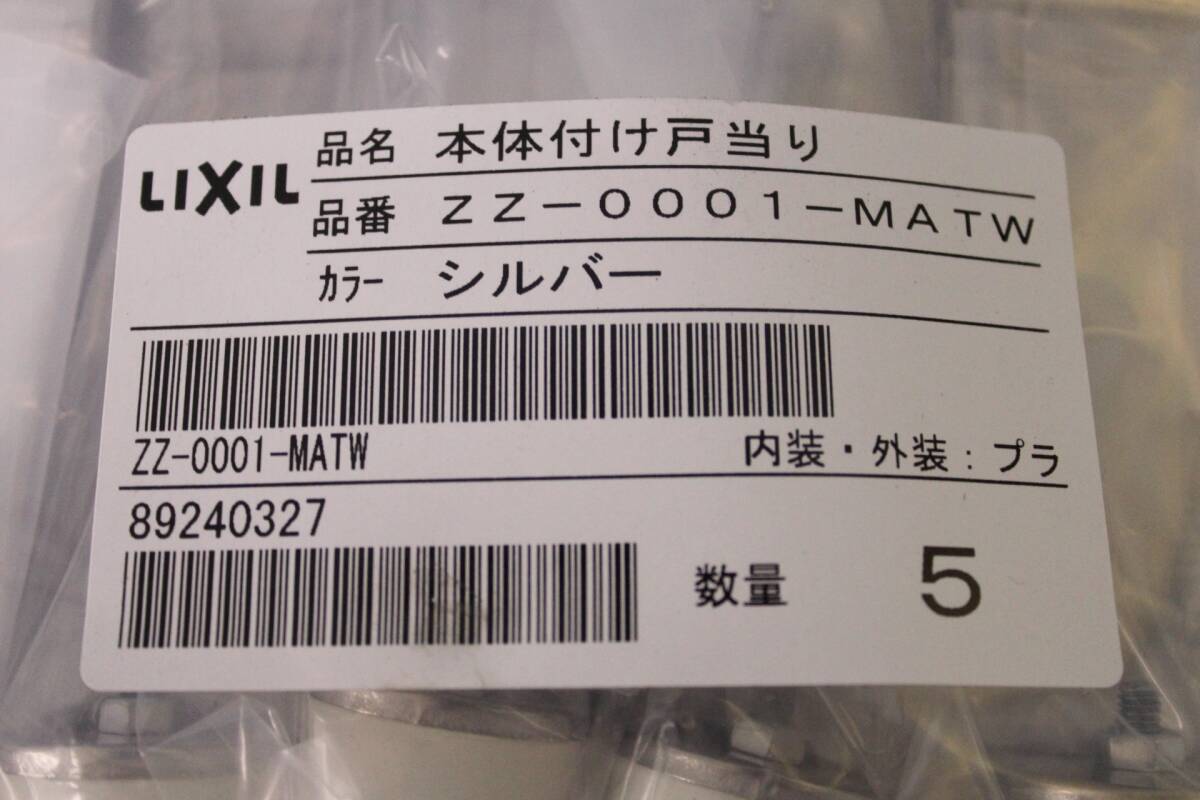 LIXIL
品名 本体付け戸当り
品番 ZZ-0001-MATW
カラー シルバー
ZZ-0001-MATW
内装・外装:プラ
89240327
数量 5